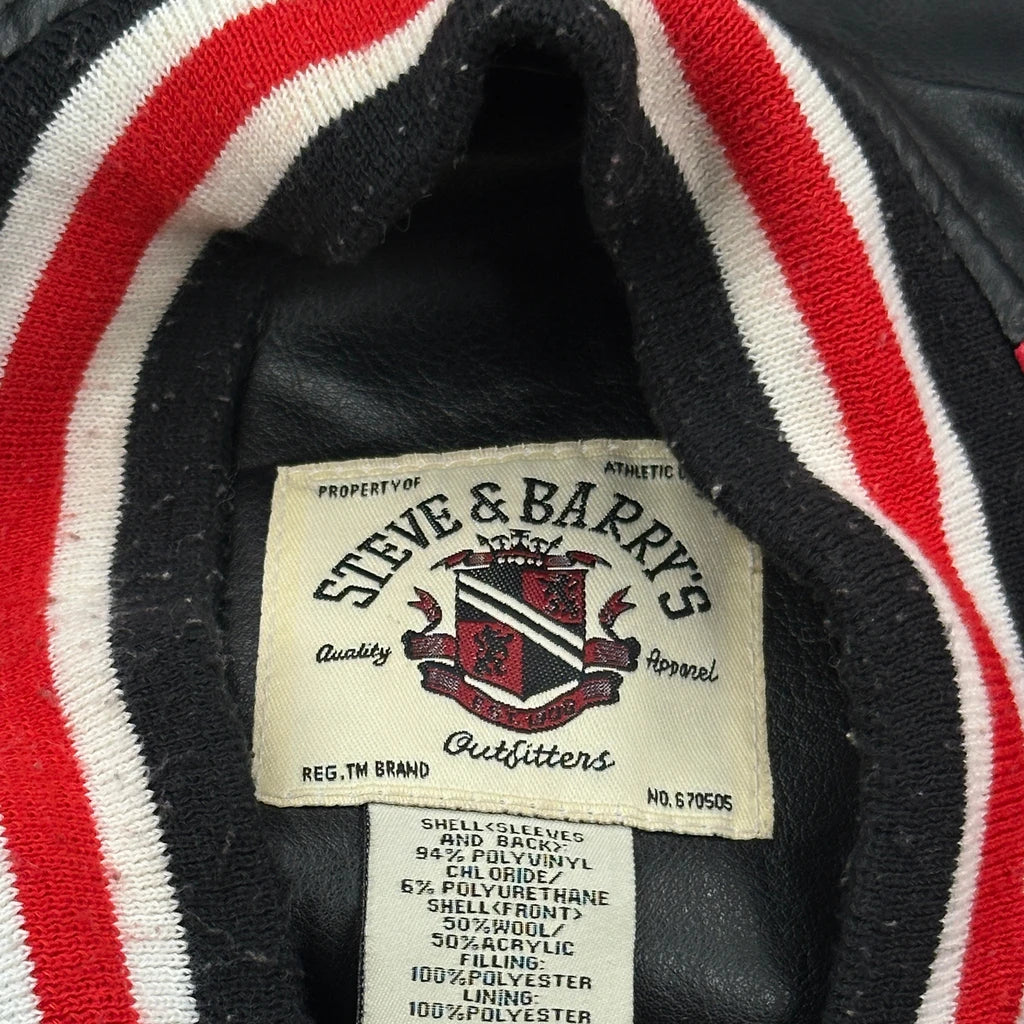 PROPERTY OF
ATHLETIC
STEVE & BARRY'S
Quality
Apparel
EST.
Outfitters
REG.TM BRAND
NO.670505
SHELL<SLEEVES
AND BACK>:
94% POLYVINYL
CHLORIDE/
6% POLYURETHANE
SHELL<FRONT>
50%WOOL/
50%ACRYLIC
FILLING:
100%POLYESTER
LINING:
100%POLYESTER